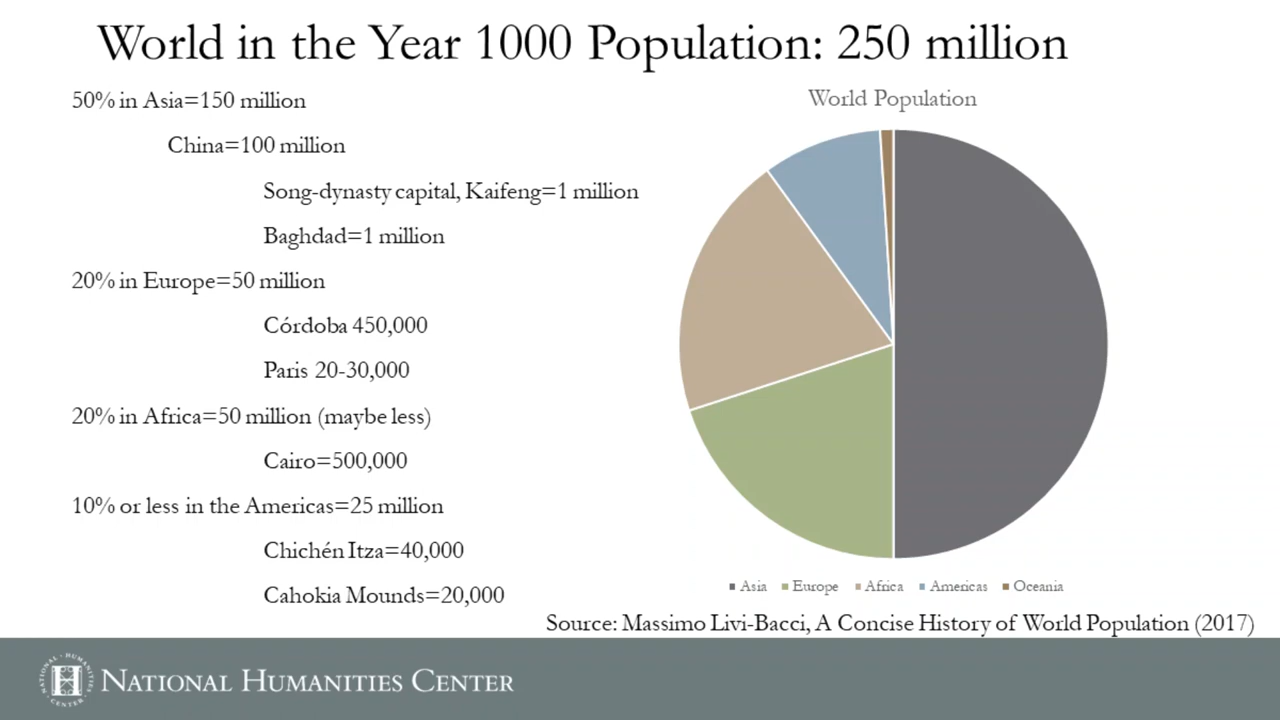 World in the Year 1000 Population: 250 million
50% in Asia=150 million
China=100 million
Song-dynasty capital, Kaifeng=1 million
Baghdad=1 million
20% in Europe=50 million
Córdoba 450,000
Paris 20-30,000
20% in Africa=50 million (maybe less)
Cairo=500,000
10% or less in the Americas=25 million
Chichén Itza=40,000
Cahokia Mounds=20,000
World Population
Asia Europe Africa Americas Oceania
Source: Massimo Livi-Bacci, A Concise History of World Population (2017)
NATIONAL HUMANITIES CENTER